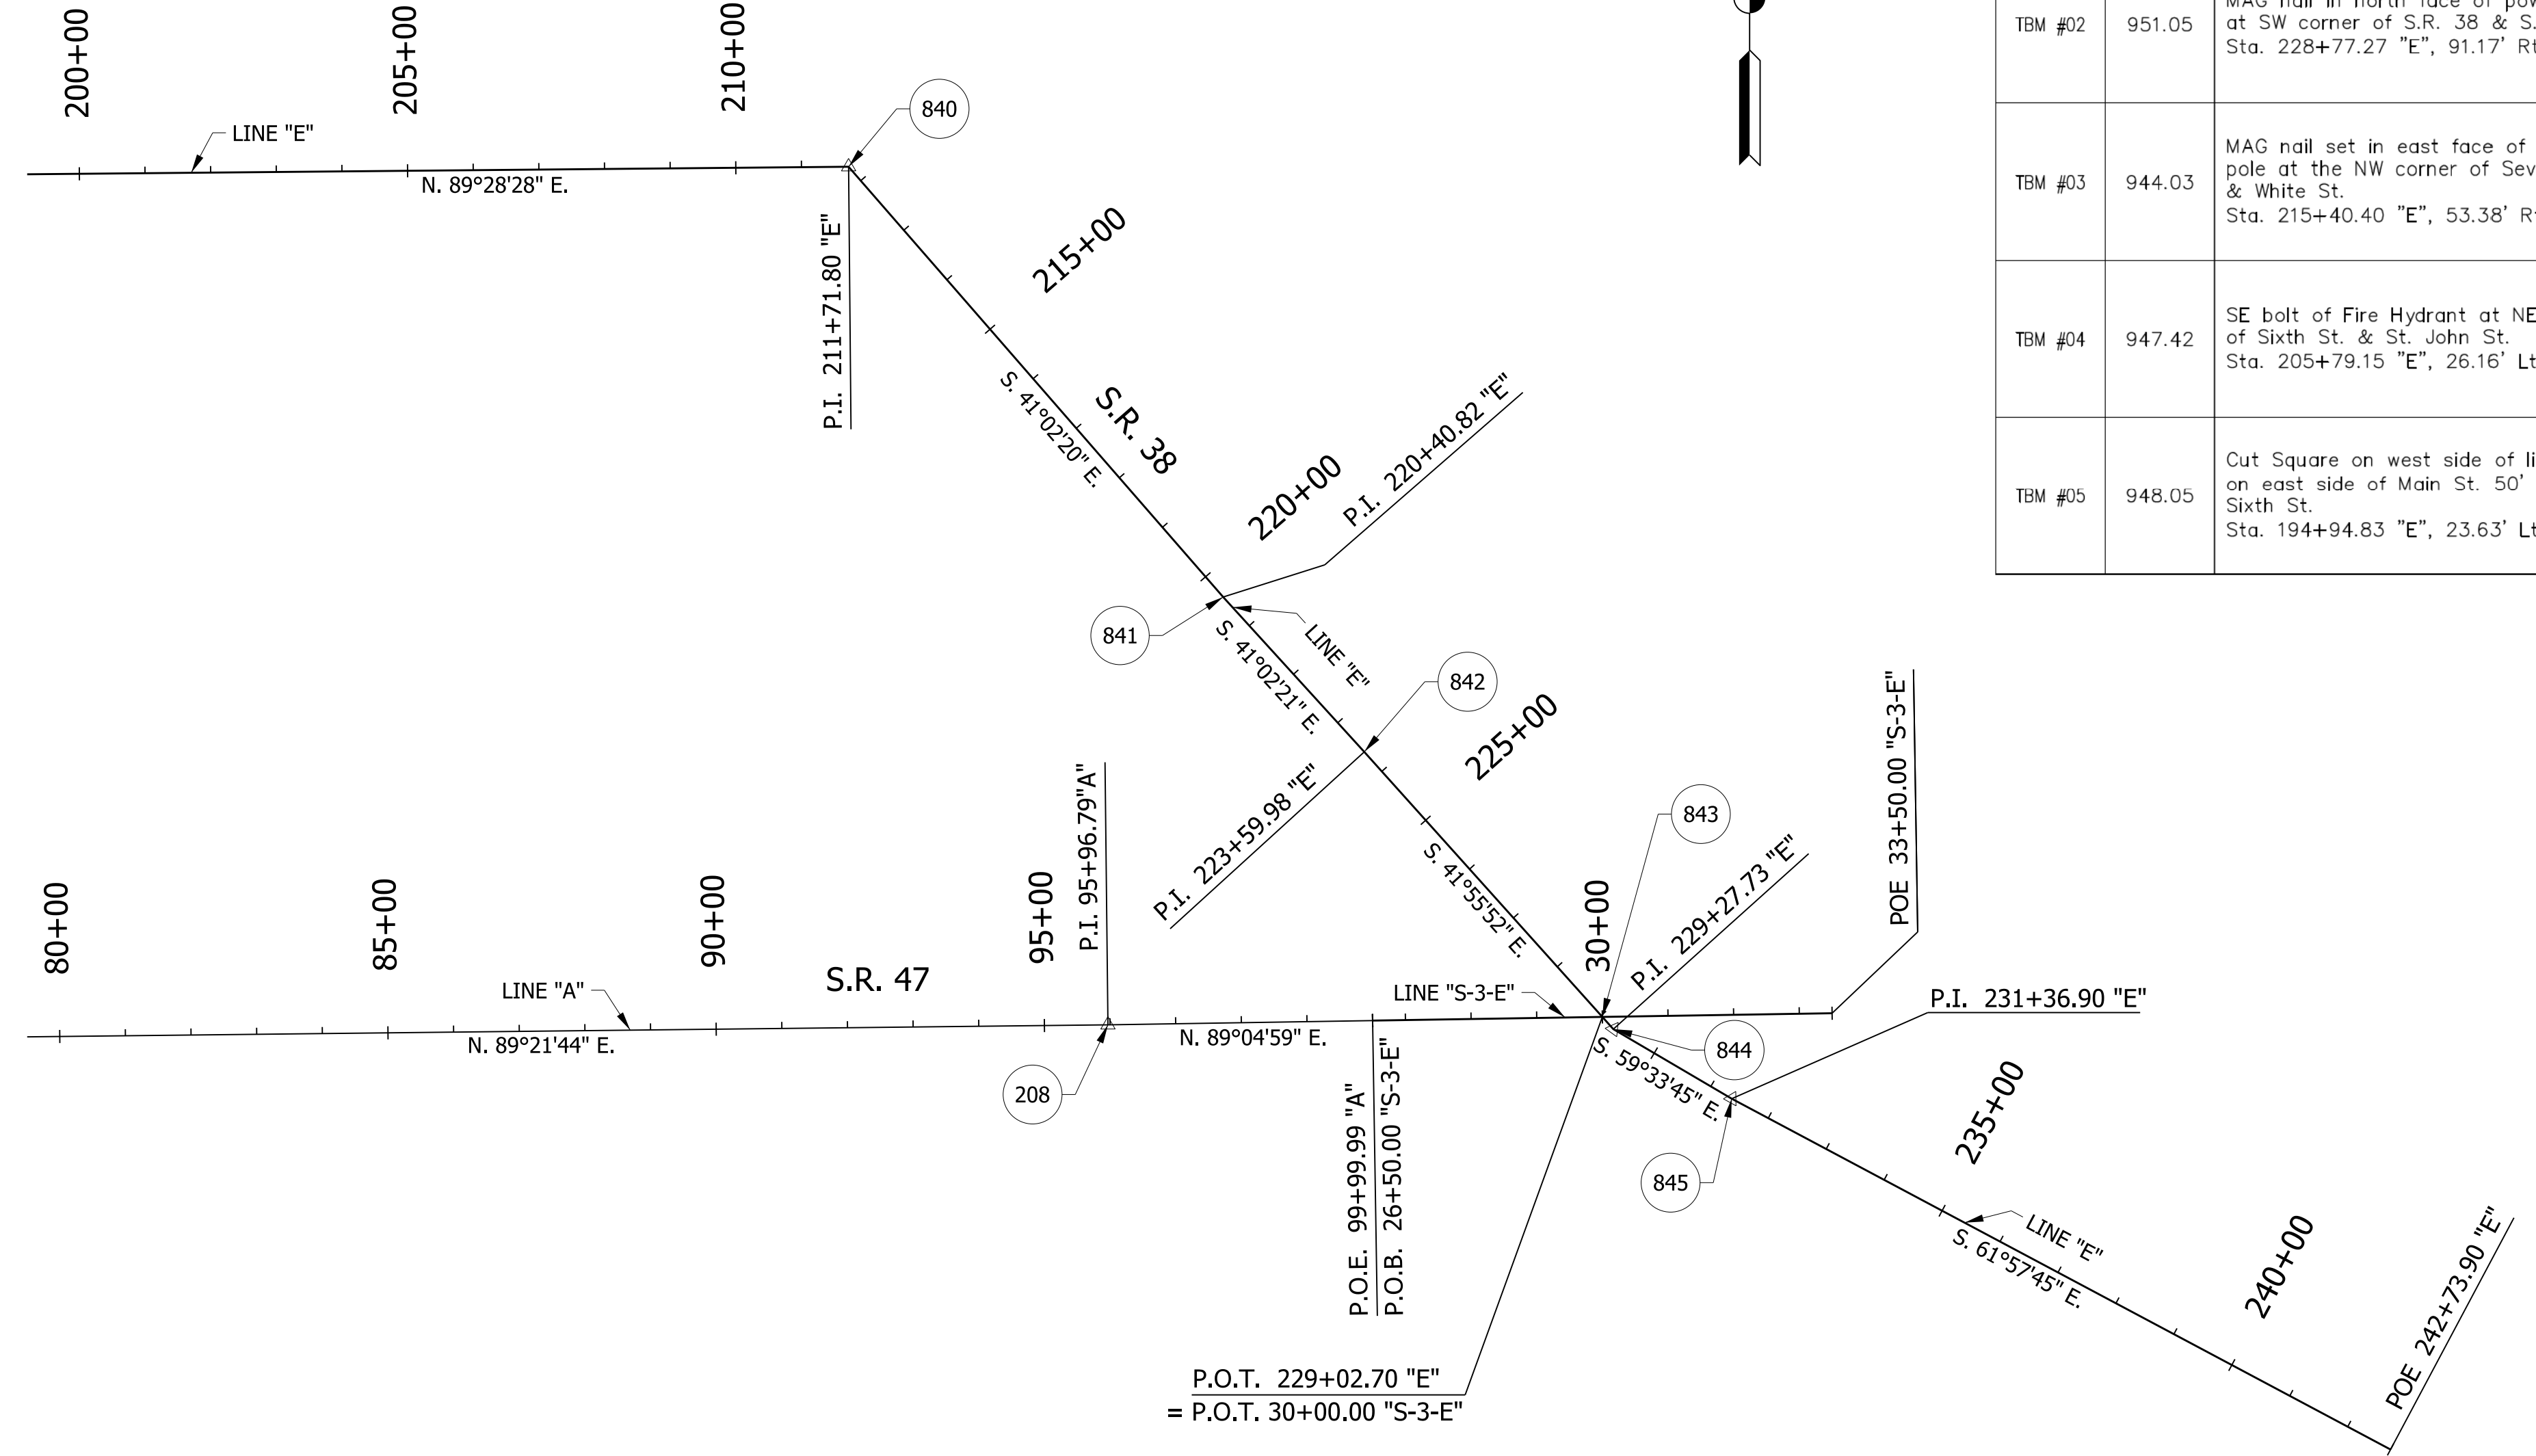 200+00
205+00
210+00
LINE "E"
N. 89°28'28" E.
840
P.I. 211+71.80 "E"
215+00
S. 41°02'20" E.
S.R. 38
220+00
P.I. 220+40.82 "E"
841
S. 41°02'21" E.
LINE "E"
842
225+00
P.I. 223+59.98 "E"
S. 41°55'52" E.
843
P.I. 229+27.73 "E"
POE 33+50.00 "S-3-E"
80+00
85+00
90+00
95+00
P.I. 95+96.79"A"
30+00
LINE "A"
S.R. 47
LINE "S-3-E"
N. 89°21'44" E.
N. 89°04'59" E.
208
P.O.E. 99+99.99 "A"
P.O.B. 26+50.00 "S-3-E"
844
S. 59°33'45" E.
P.I. 231+36.90 "E"
845
235+00
LINE "E"
S. 61°57'45" E.
240+00
POE 242+73.90 "E"
P.O.T. 229+02.70 "E"
= P.O.T. 30+00.00 "S-3-E"
TBM #02 951.05
MAG nail in north face of
at SW corner of S.R. 38 &
Sta. 228+77.27 "E", 91.17'
TBM #03 944.03
MAG nail set in east face of
pole at the NW corner of
& White St.
Sta. 215+40.40 "E", 53.38'
TBM #04 947.42
SE bolt of Fire Hydrant at
of Sixth St. & St. John St.
Sta. 205+79.15 "E", 26.16' Lt
TBM #05 948.05
Cut Square on west side of
on east side of Main St. 50'
Sixth St.
Sta. 194+94.83 "E", 23.63' Lt